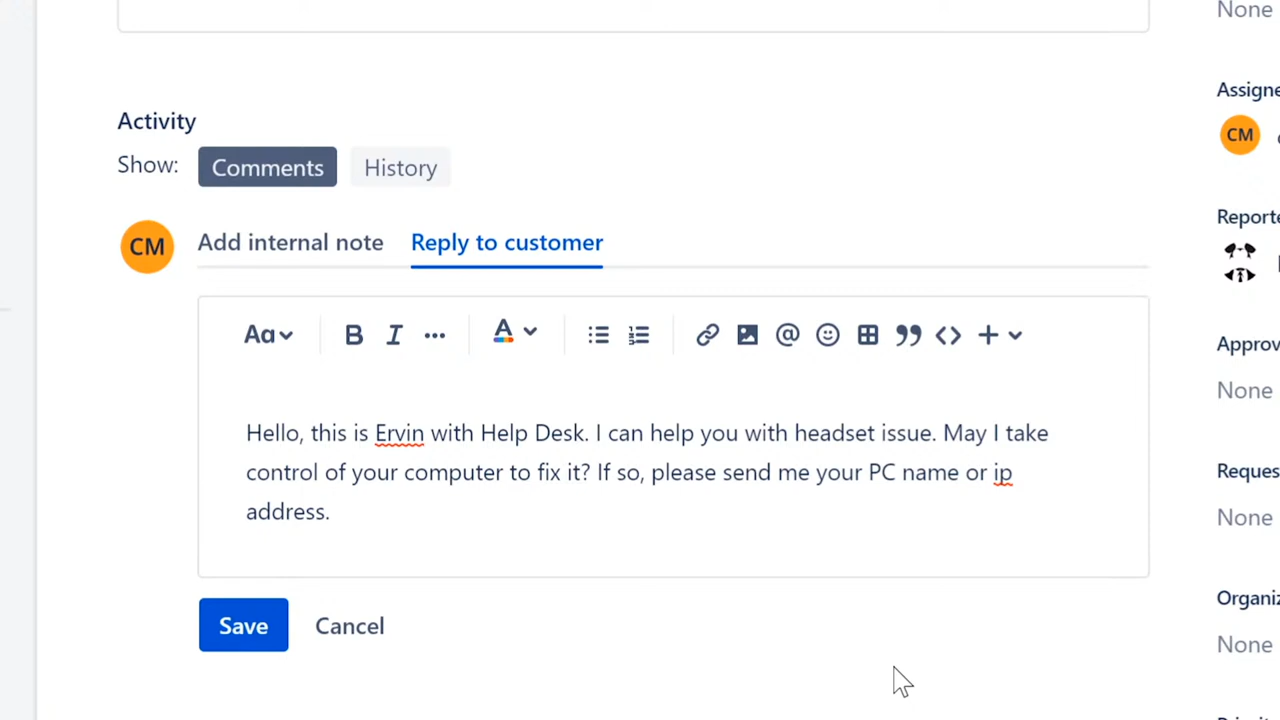 None
Activity
Assigne
Show: Comments History
CM
CM Add internal note Reply to customer
Reporte
Aa B I ... A @ +
Approv
None
Hello, this is Ervin with Help Desk. I can help you with headset issue. May I take
control of your computer to fix it? If so, please send me your PC name or ip
address.
Reques
None
Save Cancel
Organiz
None